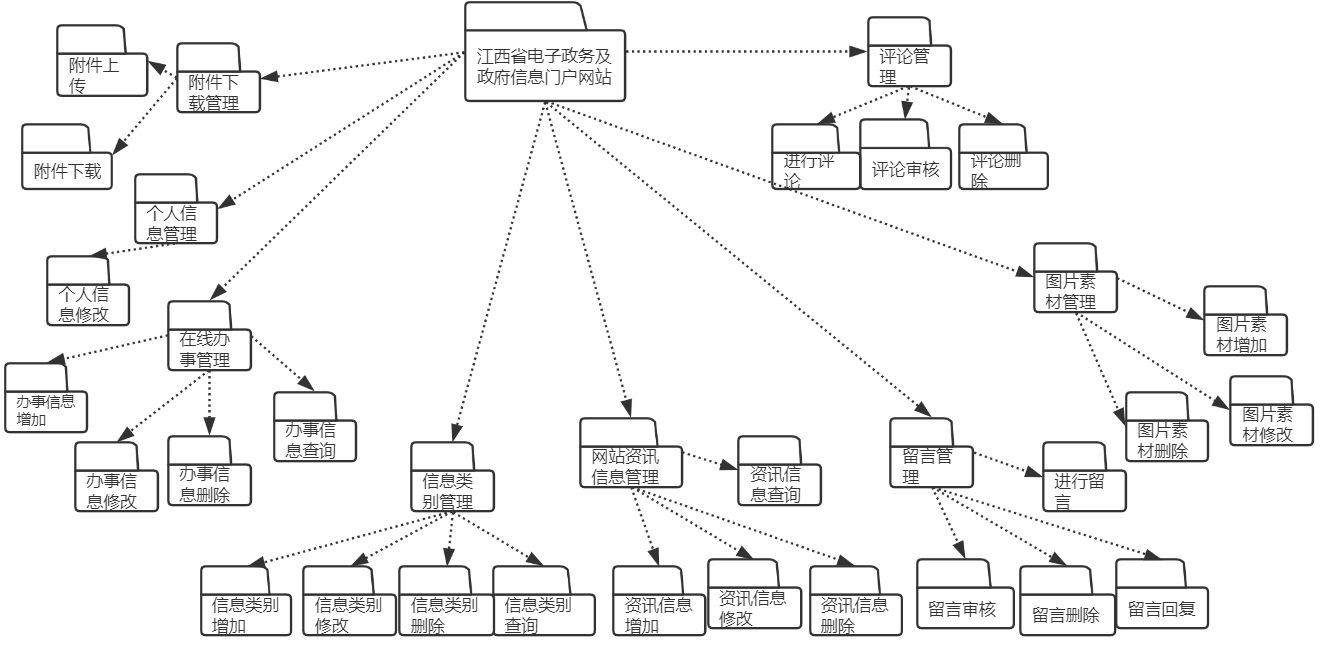 江西省电子政务及
政府信息门户网站
附件上
传
附件下
载管理
附件下载
个人信
息管理
个人信
息修改
在线办
事管理
办事信息
增加
办事信
息修改
办事信
息删除
办事信
息查询
信息类
别管理
信息类别
增加
信息类别
修改
信息类别
删除
信息类别
查询
网站资讯
信息管理
资讯信
息查询
资讯信息
增加
资讯信息
修改
资讯信息
删除
留言管
理
进行留
言
留言审核
留言删除
留言回复
评论管
理
进行评
论
评论审核
评论删
除
图片素
材管理
图片素
材增加
图片素
材删除
图片素
材修改